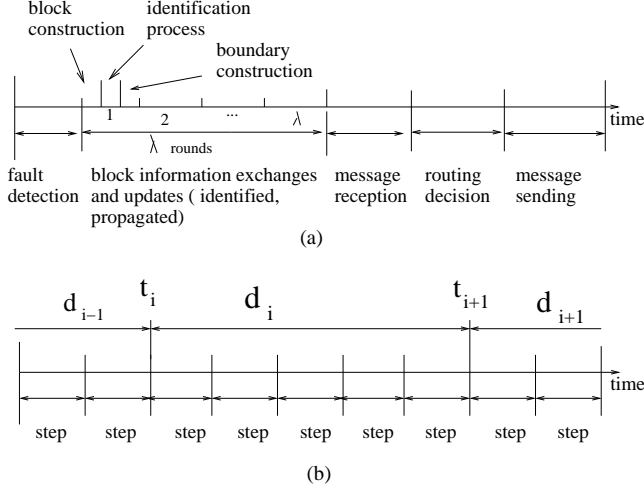 block construction
identification process
boundary construction
1
2
...
λ
time
λ rounds
fault detection
block information exchanges and updates ( identified, propagated)
message reception
routing decision
message sending
(a)
d i−1
t i
d i
t i+1
d i+1
time
step step step step step step step step step
(b)